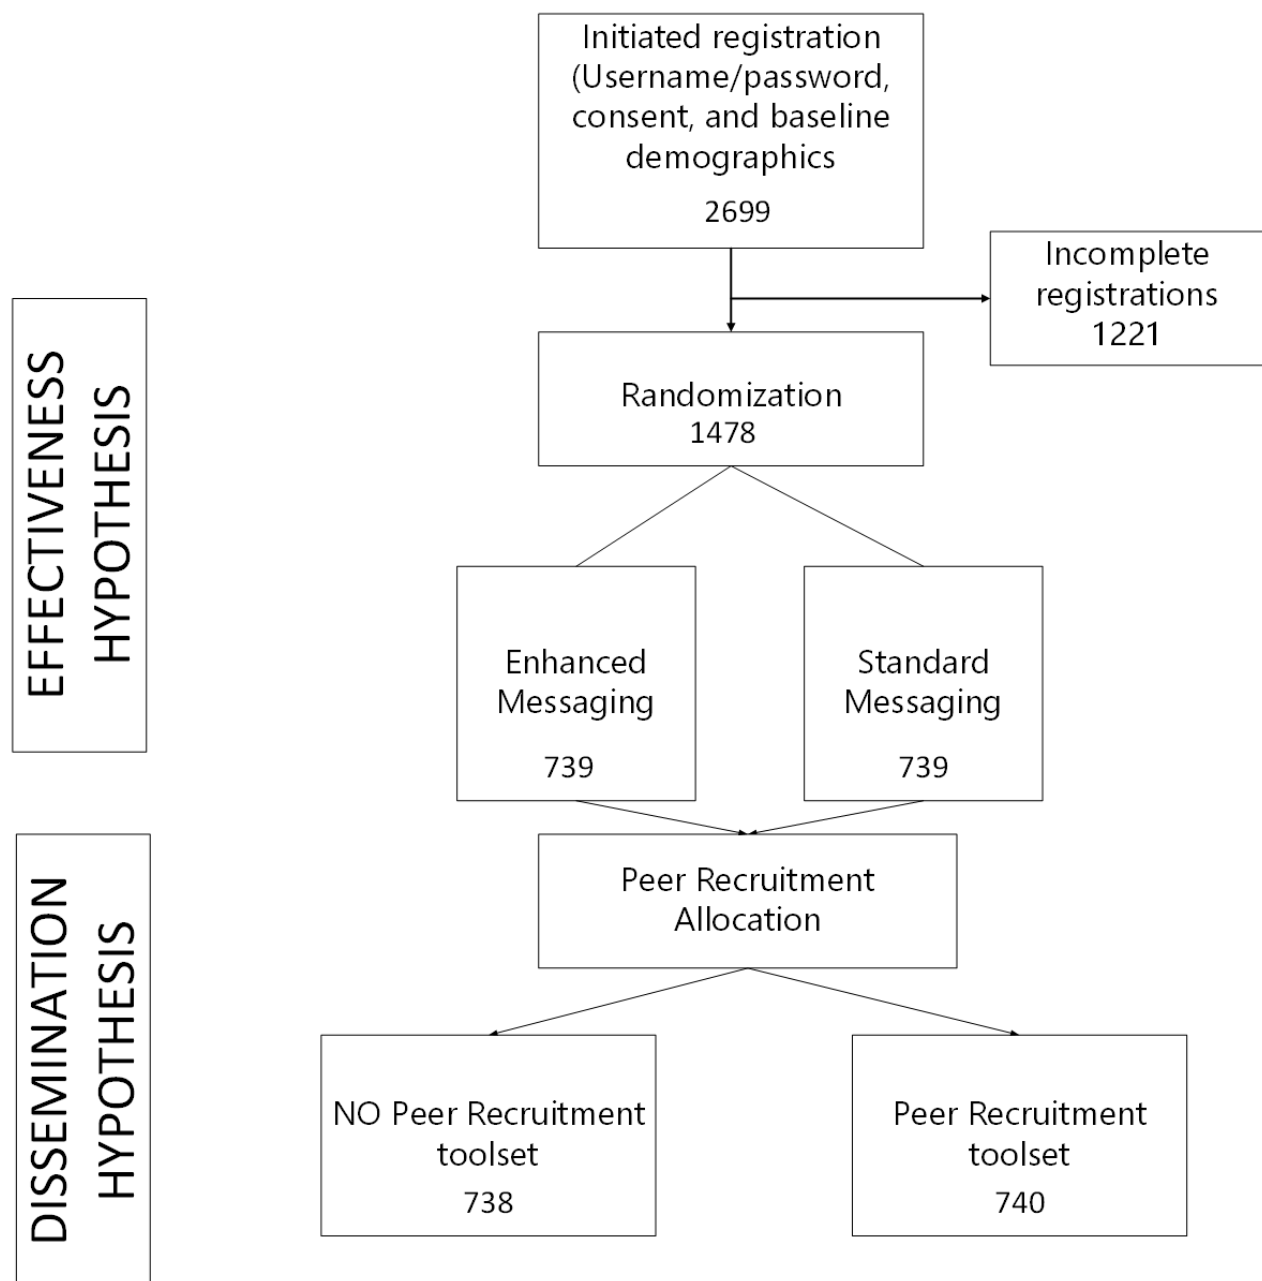 Initiated registration
(Username/password,
consent, and baseline
demographics
2699
Incomplete
registrations
1221
EFFECTIVENESS
HYPOTHESIS
Randomization
1478
Enhanced
Messaging
739
Standard
Messaging
739
DISSEMINATION
HYPOTHESIS
Peer Recruitment
Allocation
NO Peer Recruitment
toolset
738
Peer Recruitment
toolset
740